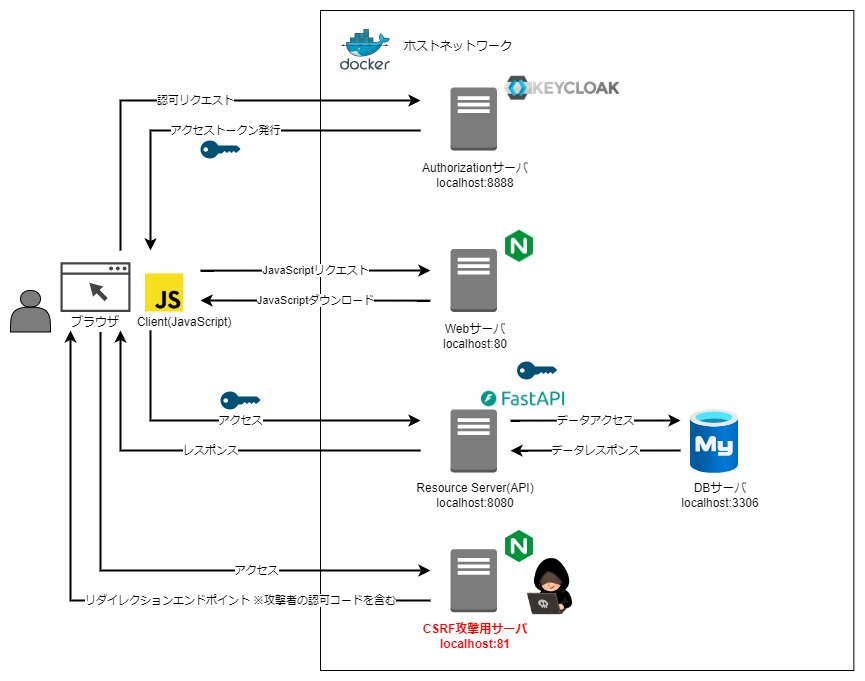 docker
ホストネットワーク
KEYCLOAK
認可リクエスト
アクセストークン発行
Authorizationサーバ
localhost:8888
N
JavaScriptリクエスト
JS
JavaScriptダウンロード
ブラウザ
Client(JavaScript)
Webサーバ
localhost:80
FastAPI
アクセス
データアクセス
My
レスポンス
データレスポンス
Resource Server(API)
localhost:8080
DBサーバ
localhost:3306
N
アクセス
リダイレクションエンドポイント ※攻撃者の認可コードを含む
CSRF攻撃用サーバ
localhost:81